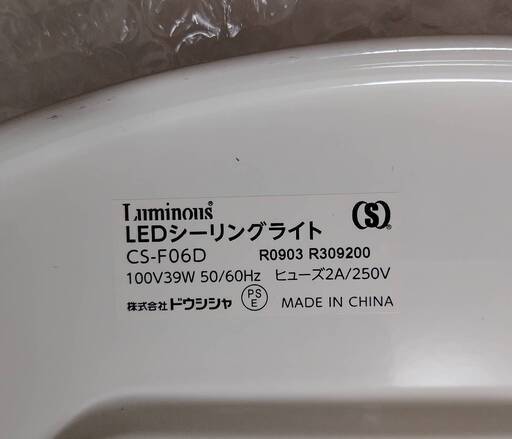 Luminous®
LEDシーリングライト
(S)®
CS-F06D R0903 R309200
100V39W 50/60Hz ヒューズ2A/250V
株式会社ドウシシャ PSE MADE IN CHINA